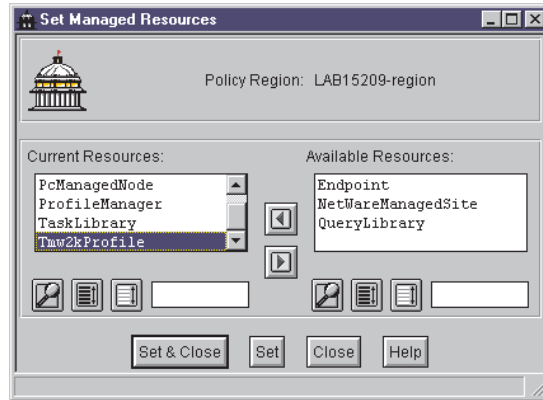 Set Managed Resources
Policy Region: LAB15209-region
Current Resources:
Available Resources:
PcManagedNode
ProfileManager
TaskLibrary
Tmw2kProfile
Endpoint
NetWareManagedSite
QueryLibrary
Set & Close
Set
Close
Help